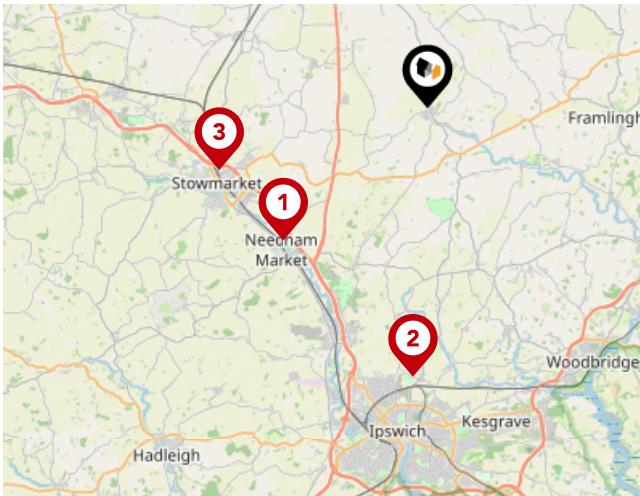 Framlingh
3
Stowmarket
1
Needham
Market
2
Woodbridge
Kesgrave
Ipswich
Hadleigh